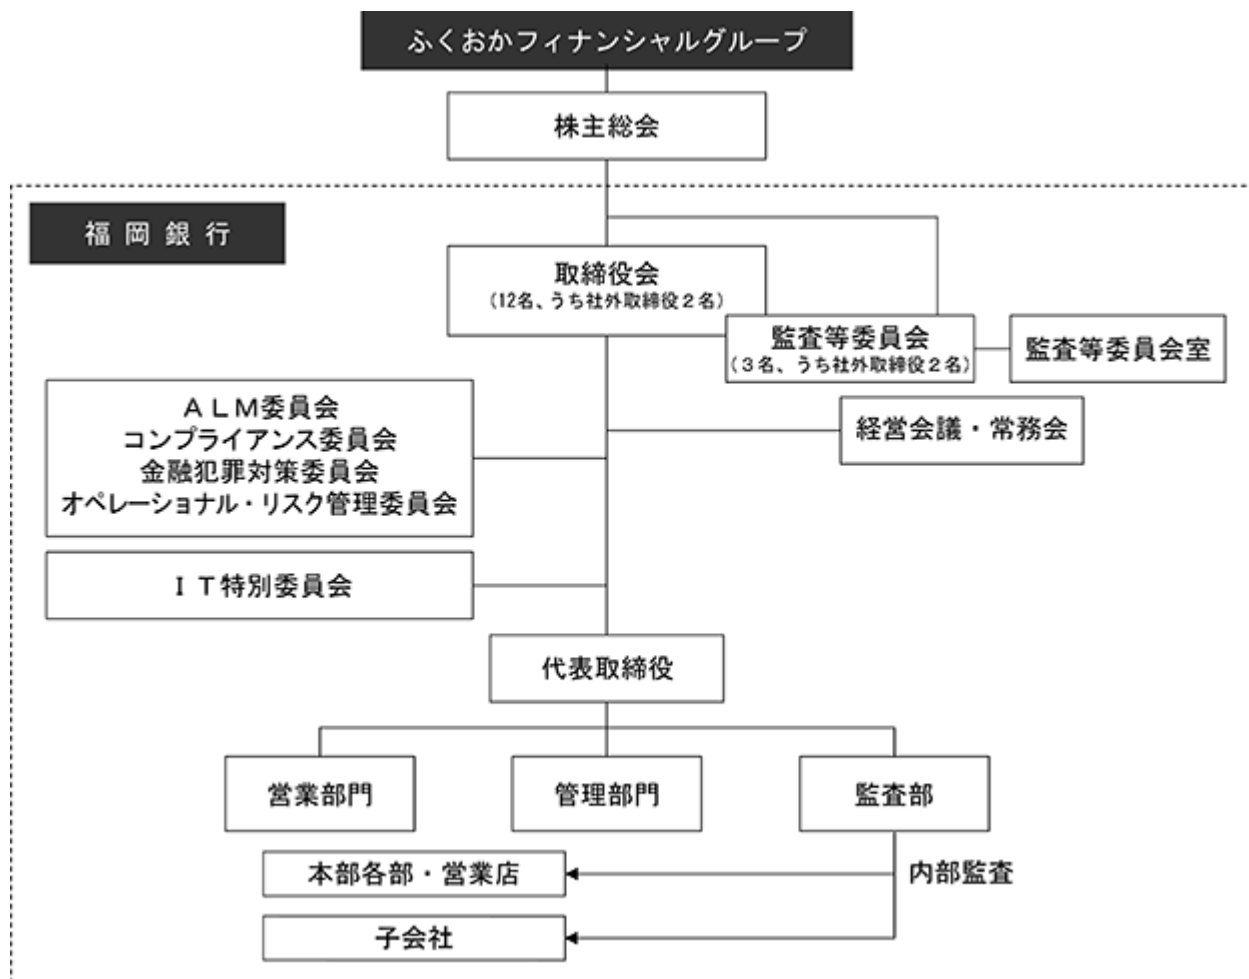 ふくおかフィナンシャルグループ
株主総会
福岡銀行
取締役会
(12名、うち社外取締役２名)
監査等委員会
(３名、うち社外取締役２名)
監査等委員会室
ＡＬＭ委員会
コンプライアンス委員会
金融犯罪対策委員会
オペレーショナル・リスク管理委員会
経営会議・常務会
ＩＴ特別委員会
代表取締役
営業部門
管理部門
監査部
本部各部・営業店
内部監査
子会社